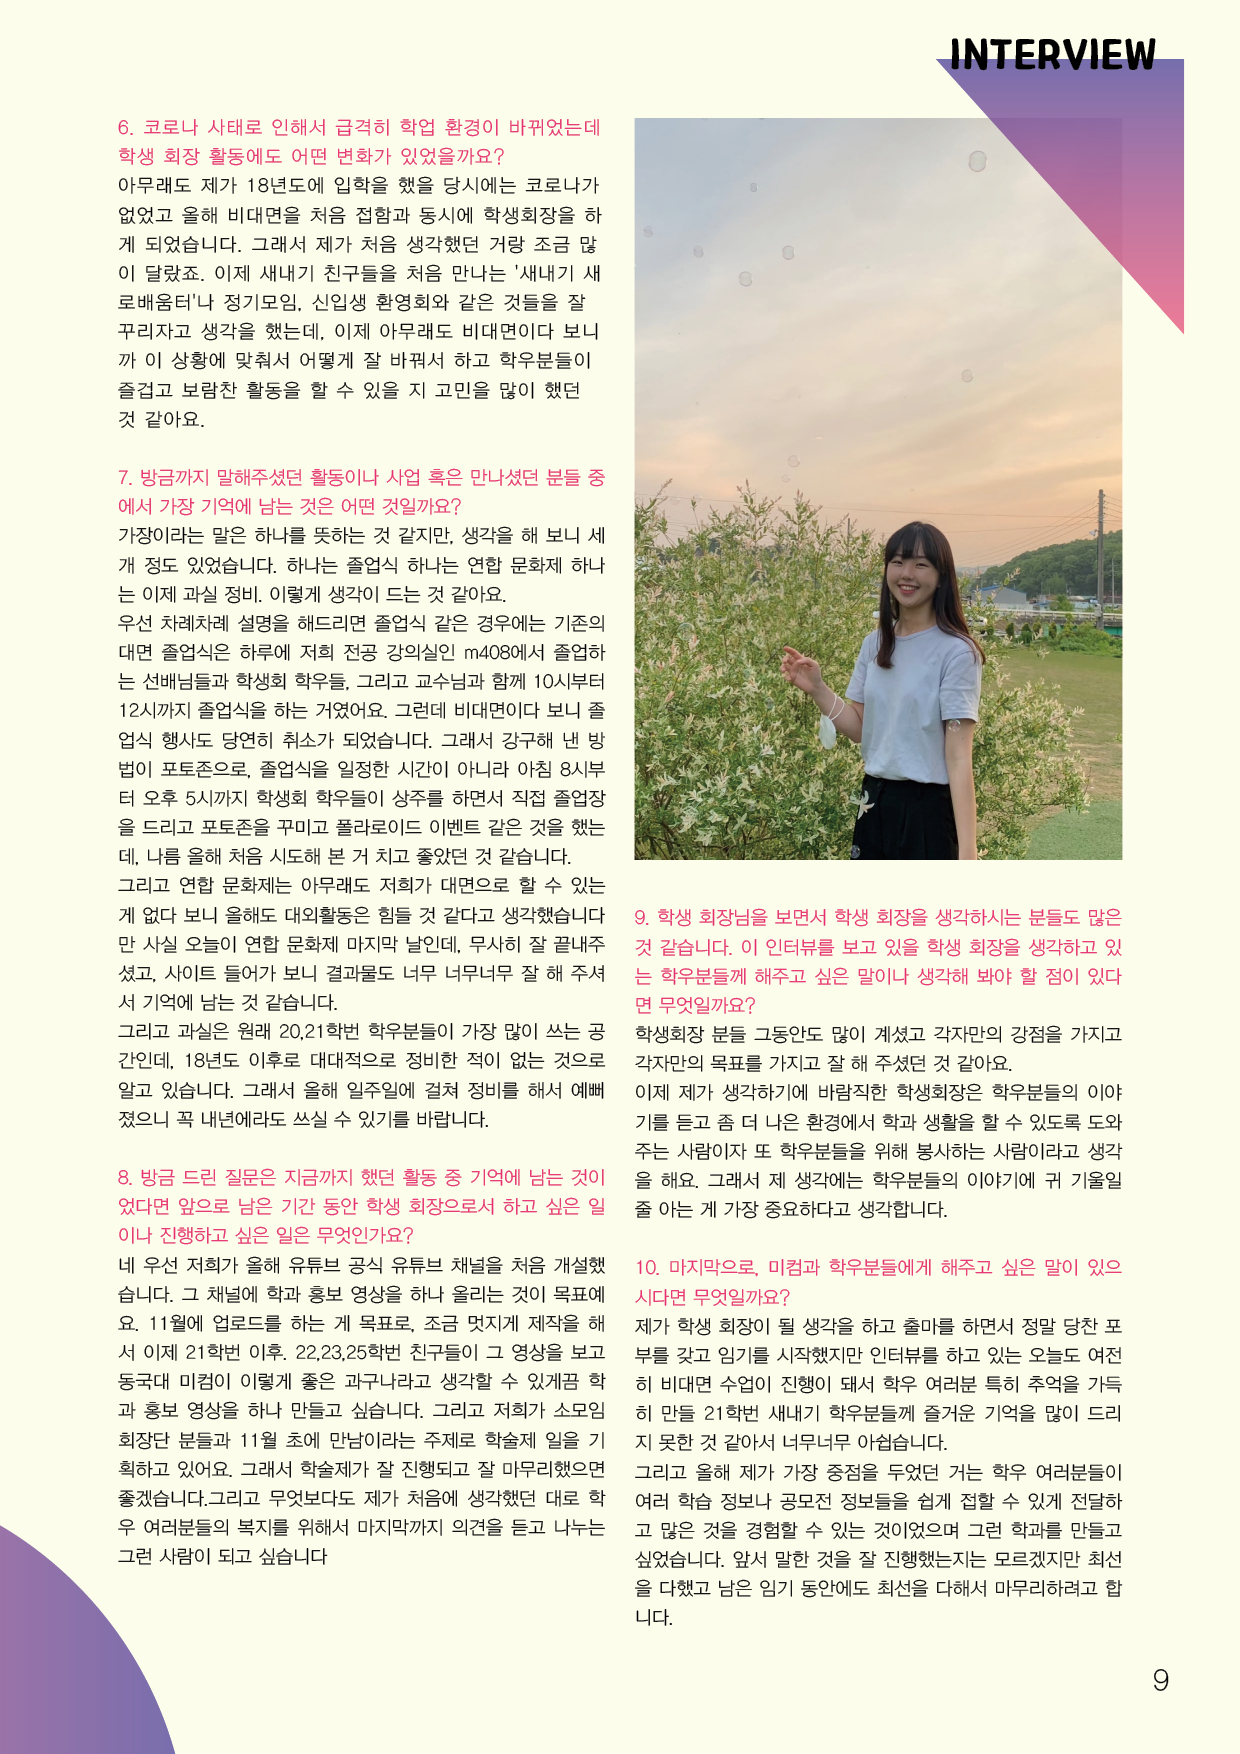 INTERVIEW
6. 코로나 사태로 인해서 급격히 학업 환경이 바뀌었는데
학생 회장 활동에도 어떤 변화가 있었을까요?
아무래도 제가 18년도에 입학을 했을 당시에는 코로나가
없었고 올해 비대면을 처음 접함과 동시에 학생회장을 하
게 되었습니다. 그래서 제가 처음 생각했던 거랑 조금 많
이 달랐죠. 이제 새내기 친구들을 처음 만나는 '새내기 새
로배움터'나 정기모임, 신입생 환영회와 같은 것들을 잘
꾸리자고 생각을 했는데, 이제 아무래도 비대면이다 보니
까 이 상황에 맞춰서 어떻게 잘 바꿔서 하고 학우분들이
즐겁고 보람찬 활동을 할 수 있을 지 고민을 많이 했던
것 같아요.
7. 방금까지 말해주셨던 활동이나 사업 혹은 만나셨던 분들 중
에서 가장 기억에 남는 것은 어떤 것일까요?
가장이라는 말은 하나를 뜻하는 것 같지만, 생각을 해 보니 세
개 정도 있었습니다. 하나는 졸업식 하나는 연합 문화제 하나
는 이제 과실 정비. 이렇게 생각이 드는 것 같아요.
우선 차례차례 설명을 해드리면 졸업식 같은 경우에는 기존의
대면 졸업식은 하루에 저희 전공 강의실인 m408에서 졸업하
는 선배님들과 학생회 학우들, 그리고 교수님과 함께 10시부터
12시까지 졸업식을 하는 거였어요. 그런데 비대면이다 보니 졸
업식 행사도 당연히 취소가 되었습니다. 그래서 강구해 낸 방
법이 포토존으로, 졸업식을 일정한 시간이 아니라 아침 8시부
터 오후 5시까지 학생회 학우들이 상주를 하면서 직접 졸업장
을 드리고 포토존을 꾸미고 폴라로이드 이벤트 같은 것을 했는
데, 나름 올해 처음 시도해 본 거 치고 좋았던 것 같습니다.
그리고 연합 문화제는 아무래도 저희가 대면으로 할 수 있는
게 없다 보니 올해도 대외활동은 힘들 것 같다고 생각했습니다
만 사실 오늘이 연합 문화제 마지막 날인데, 무사히 잘 끝내주
셨고, 사이트 들어가 보니 결과물도 너무 너무너무 잘 해 주셔
서 기억에 남는 것 같습니다.
그리고 과실은 원래 20,21학번 학우분들이 가장 많이 쓰는 공
간인데, 18년도 이후로 대대적으로 정비한 적이 없는 것으로
알고 있습니다. 그래서 올해 일주일에 걸쳐 정비를 해서 예뻐
졌으니 꼭 내년에라도 쓰실 수 있기를 바랍니다.
8. 방금 드린 질문은 지금까지 했던 활동 중 기억에 남는 것이
었다면 앞으로 남은 기간 동안 학생 회장으로서 하고 싶은 일
이나 진행하고 싶은 일은 무엇인가요?
네 우선 저희가 올해 유튜브 공식 유튜브 채널을 처음 개설했
습니다. 그 채널에 학과 홍보 영상을 하나 올리는 것이 목표예
요. 11월에 업로드를 하는 게 목표로, 조금 멋지게 제작을 해
서 이제 21학번 이후. 22,23,25학번 친구들이 그 영상을 보고
동국대 미컴이 이렇게 좋은 과구나라고 생각할 수 있게끔 학
과 홍보 영상을 하나 만들고 싶습니다. 그리고 저희가 소모임
회장단 분들과 11월 초에 만남이라는 주제로 학술제 일을 기
획하고 있어요. 그래서 학술제가 잘 진행되고 잘 마무리했으면
좋겠습니다.그리고 무엇보다도 제가 처음에 생각했던 대로 학
우 여러분들의 복지를 위해서 마지막까지 의견을 듣고 나누는
그런 사람이 되고 싶습니다
9. 학생 회장님을 보면서 학생 회장을 생각하시는 분들도 많은
것 같습니다. 이 인터뷰를 보고 있을 학생 회장을 생각하고 있
는 학우분들께 해주고 싶은 말이나 생각해 봐야 할 점이 있다
면 무엇일까요?
학생회장 분들 그동안도 많이 계셨고 각자만의 강점을 가지고
각자만의 목표를 가지고 잘 해 주셨던 것 같아요.
이제 제가 생각하기에 바람직한 학생회장은 학우분들의 이야
기를 듣고 좀 더 나은 환경에서 학과 생활을 할 수 있도록 도와
주는 사람이자 또 학우분들을 위해 봉사하는 사람이라고 생각
을 해요. 그래서 제 생각에는 학우분들의 이야기에 귀 기울일
줄 아는 게 가장 중요하다고 생각합니다.
10. 마지막으로, 미컴과 학우분들에게 해주고 싶은 말이 있으
시다면 무엇일까요?
제가 학생 회장이 될 생각을 하고 출마를 하면서 정말 당찬 포
부를 갖고 임기를 시작했지만 인터뷰를 하고 있는 오늘도 여전
히 비대면 수업이 진행이 돼서 학우 여러분 특히 추억을 가득
히 만들 21학번 새내기 학우분들께 즐거운 기억을 많이 드리
지 못한 것 같아서 너무너무 아쉽습니다.
그리고 올해 제가 가장 중점을 두었던 거는 학우 여러분들이
여러 학습 정보나 공모전 정보들을 쉽게 접할 수 있게 전달하
고 많은 것을 경험할 수 있는 것이었으며 그런 학과를 만들고
싶었습니다. 앞서 말한 것을 잘 진행했는지는 모르겠지만 최선
을 다했고 남은 임기 동안에도 최선을 다해서 마무리하려고 합
니다.
9